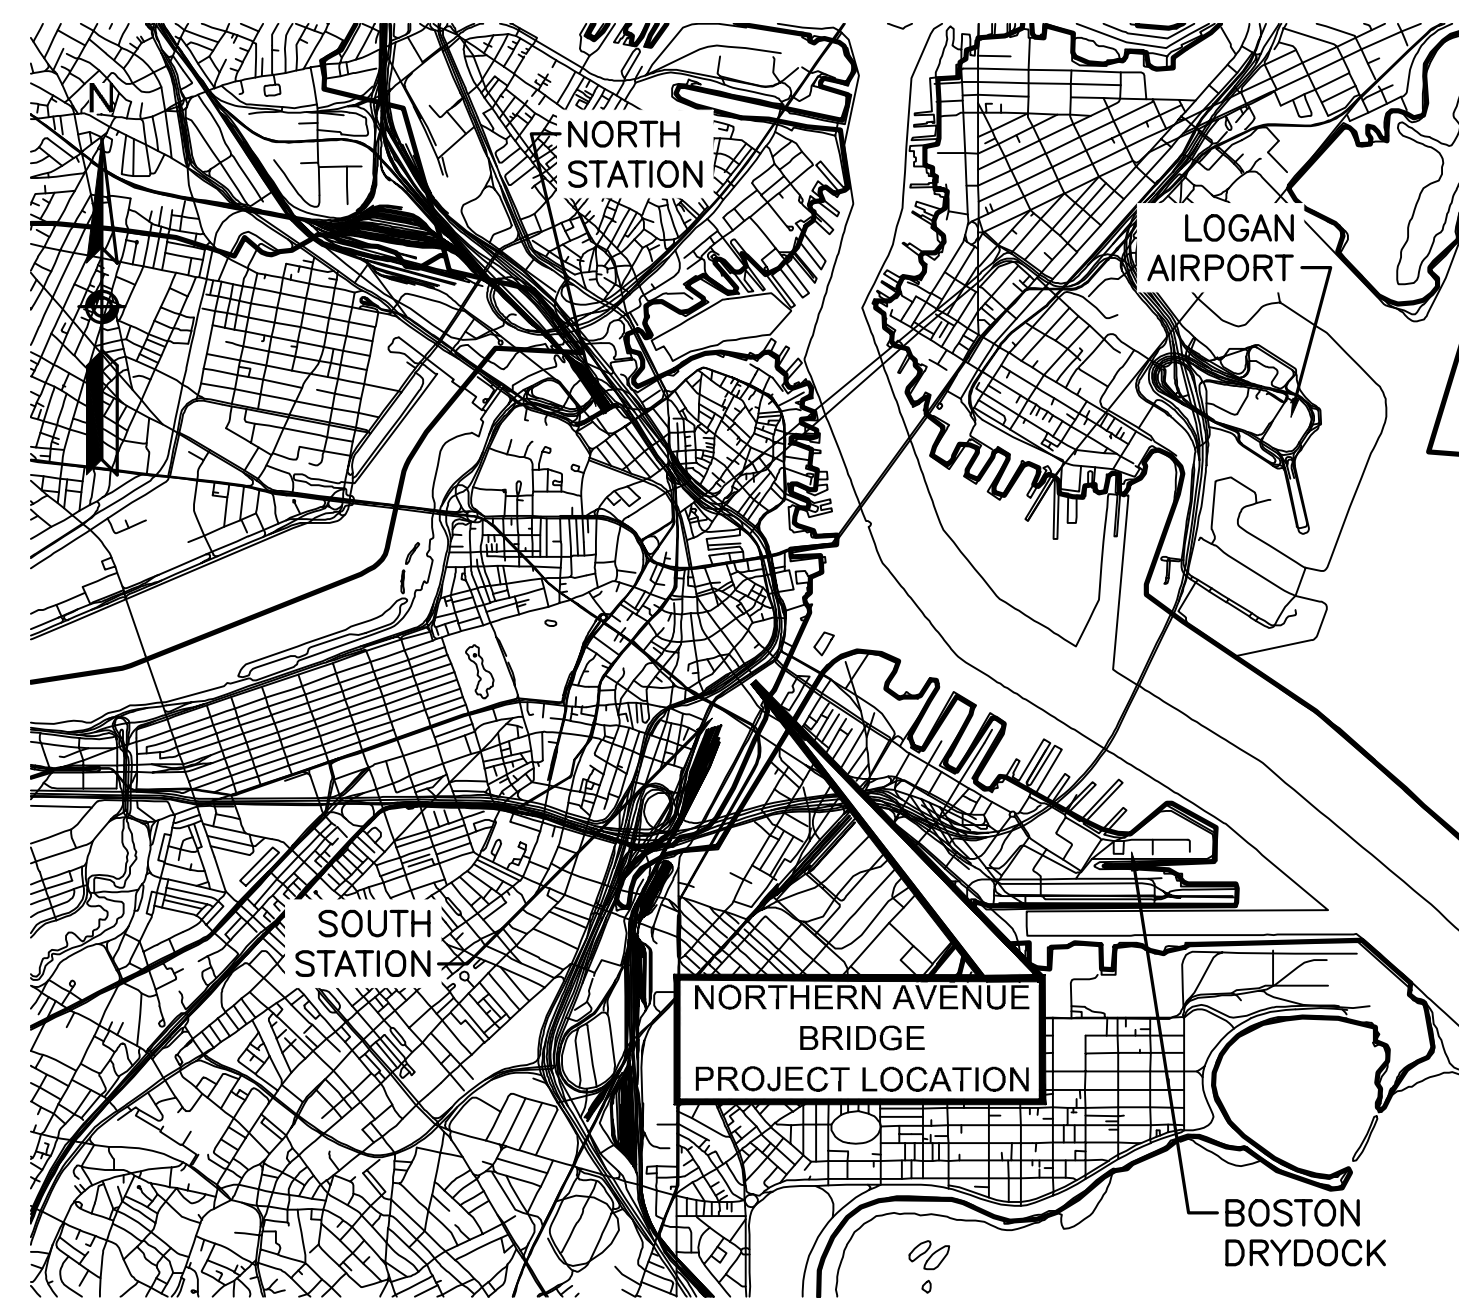 N
NORTH
STATION
LOGAN
AIRPORT
SOUTH
STATION
NORTHERN AVENUE
BRIDGE
PROJECT LOCATION
BOSTON
DRYDOCK